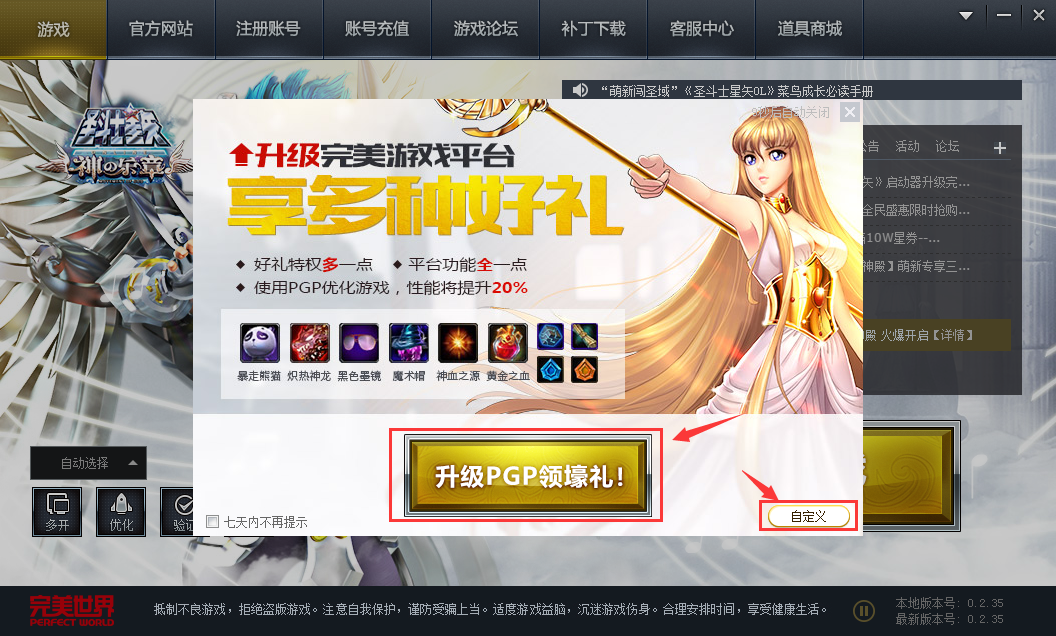 游戏 官方网站 注册账号 账号充值 游戏论坛 补丁下载 客服中心 道具商城
“萌新闯圣域”《圣斗士星矢OL》菜鸟成长必读手册
神の乐章
秒后自动关闭
升级完美游戏平台
享多种好礼
好礼特权多一点 平台功能全一点
使用PGP优化游戏，性能将提升20%
暴走熊猫 炽热神龙 黑色墨镜 魔术帽 神血之源 黄金之血
公告 活动 论坛
矢》启动器升级完...
全民盛惠限时抢购...
10W星券--...
神殿】萌新专享三...
殿 火爆开启【详情】
升级PGP领壕礼!
七天内不再提示
自定义
自动选择
多开 优化 验证
完美世界
PERFECT WORLD
抵制不良游戏，拒绝盗版游戏。注意自我保护，谨防受骗上当。适度游戏益脑，沉迷游戏伤身。合理安排时间，享受健康生活。
本地版本号: 0.2.35
最新版本号: 0.2.35